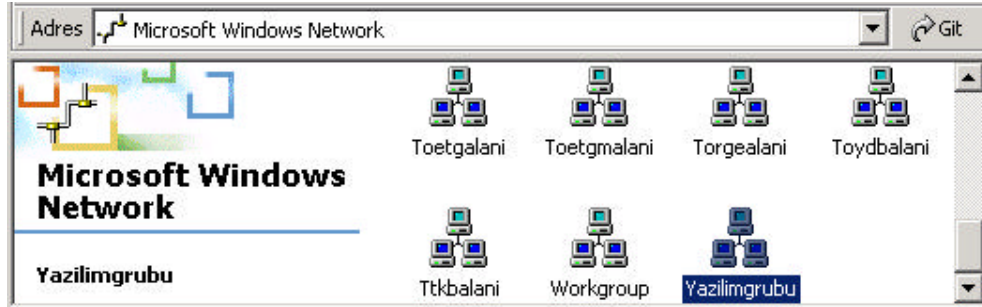 Adres Microsoft Windows Network Git
Toetgalani Toetgmalani Torgealani Toydbalani
Microsoft Windows
Network
Yazilimgrubu
Ttkbalani Workgroup Yazilimgrubu